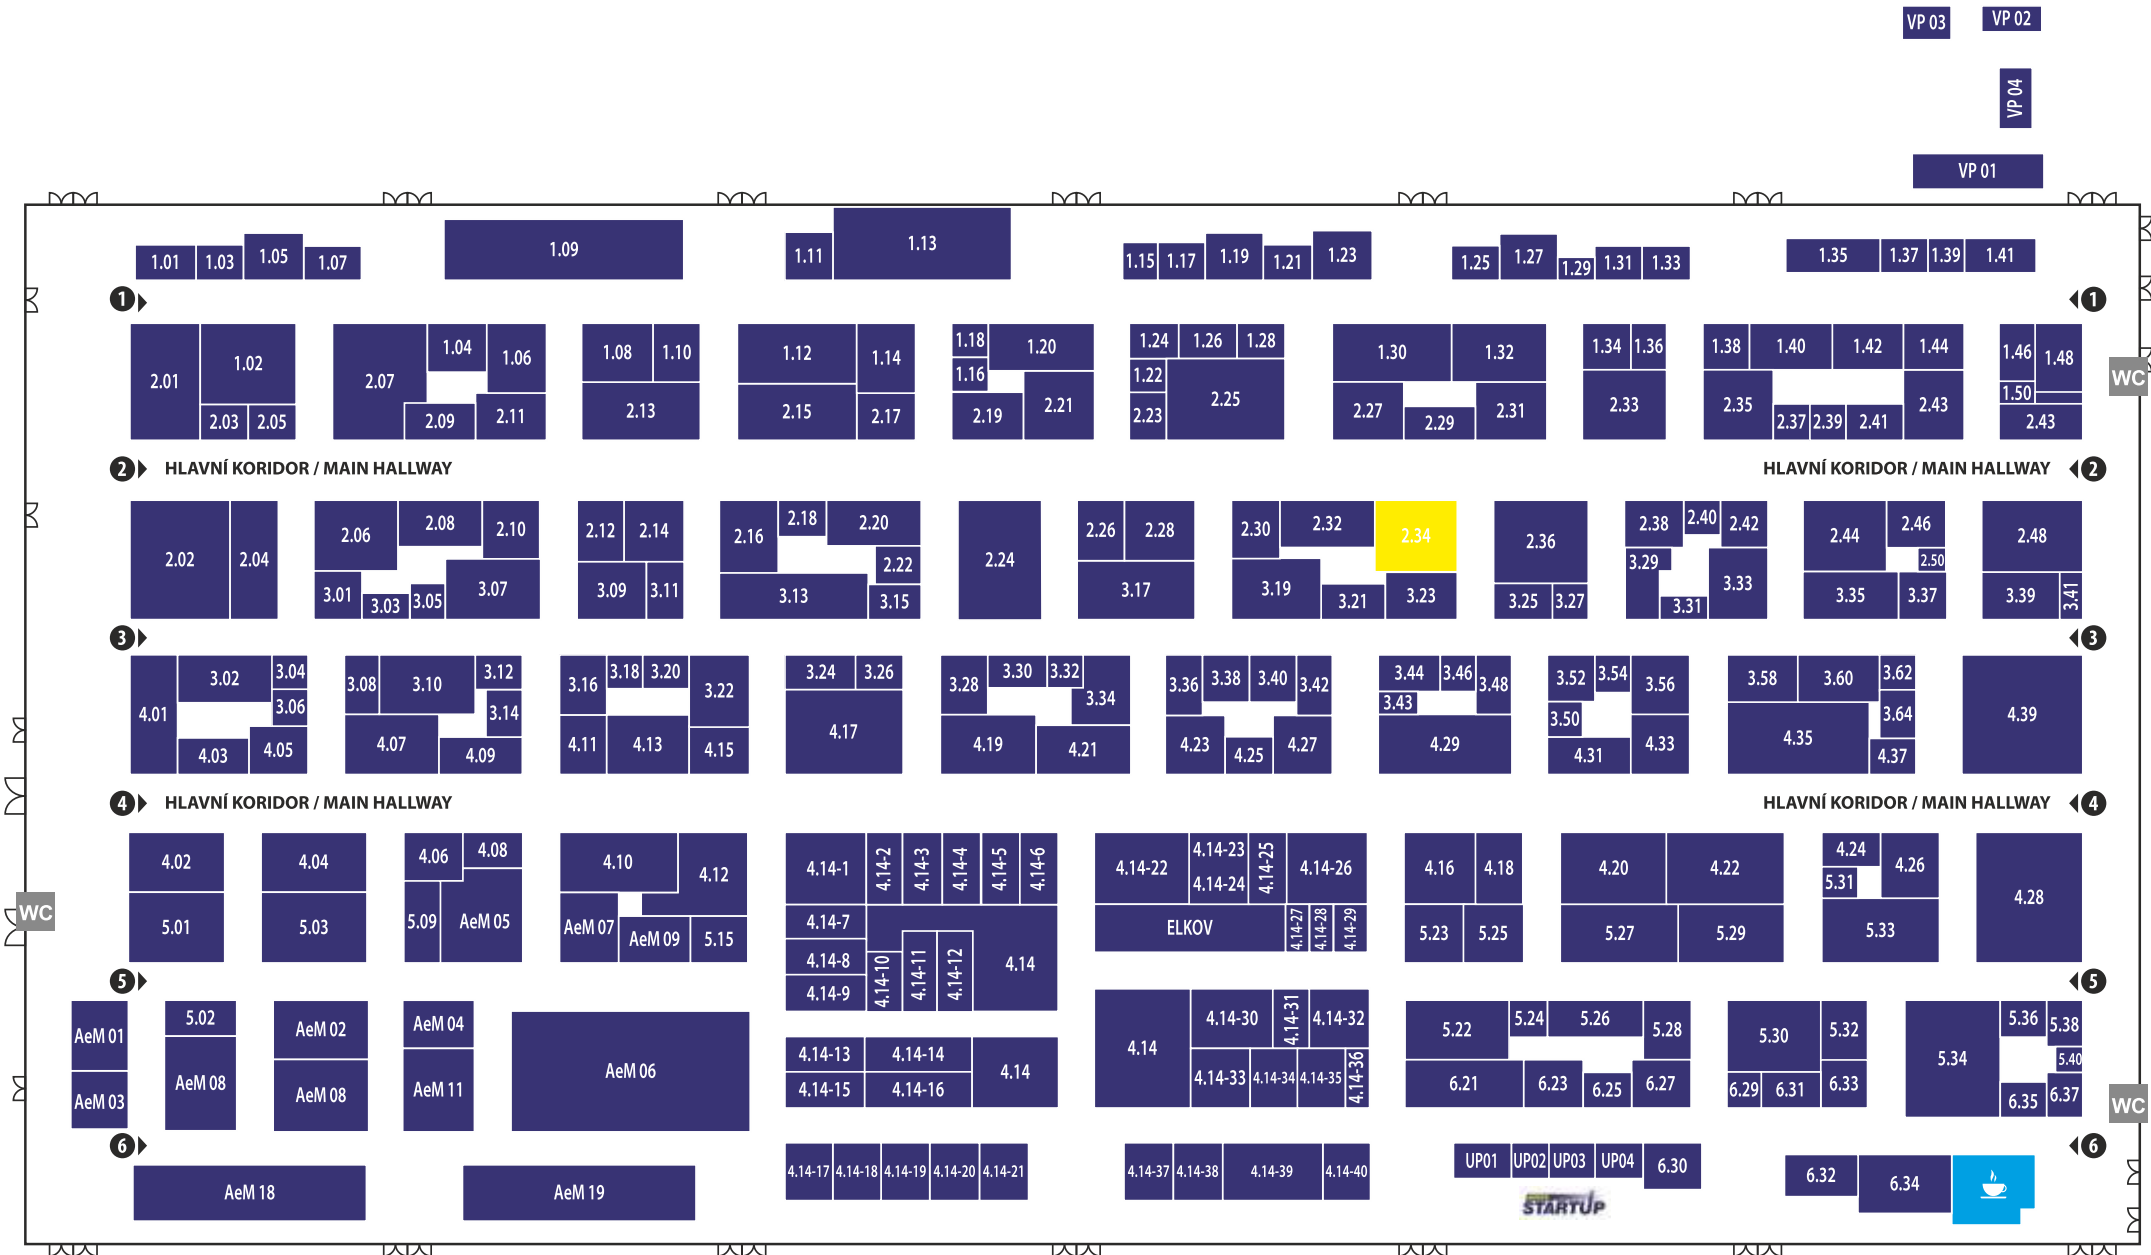 VP 03 VP 02
VP 04
VP 01
1.01 1.03 1.05 1.07 1.09 1.11 1.13 1.15 1.17 1.19 1.21 1.23 1.25 1.27 1.29 1.31 1.33 1.35 1.37 1.39 1.41
1 1
2.01 1.02 2.07 1.04 1.06 1.08 1.10 1.12 1.14 1.18 1.20 1.24 1.26 1.28 1.30 1.32 1.34 1.36 1.38 1.40 1.42 1.44 1.46 1.48
1.16 1.22 1.50
WC
2.03 2.05 2.09 2.11 2.13 2.15 2.17 2.19 2.21 2.23 2.25 2.27 2.29 2.31 2.33 2.35 2.37 2.39 2.41 2.43 2.43
2 HLAVNÍ KORIDOR / MAIN HALLWAY HLAVNÍ KORIDOR / MAIN HALLWAY 2
2.02 2.04 2.06 2.08 2.10 2.12 2.14 2.16 2.18 2.20 2.22 2.24 2.26 2.28 2.30 2.32 2.34 2.36 2.38 2.40 2.42 2.44 2.46 2.50 2.48
3.01 3.03 3.05 3.07 3.09 3.11 3.13 3.15 3.17 3.19 3.21 3.23 3.25 3.27 3.29 3.31 3.33 3.35 3.37 3.39 3.41
3 3
4.01 3.02 3.04 3.06 3.08 3.10 3.12 3.14 3.16 3.18 3.20 3.22 3.24 3.26 3.28 3.30 3.32 3.34 3.36 3.38 3.40 3.42 3.44 3.46 3.48 3.43 3.52 3.54 3.56 3.50 3.58 3.60 3.62 3.64 4.39
4.03 4.05 4.07 4.09 4.11 4.13 4.15 4.17 4.19 4.21 4.23 4.25 4.27 4.29 4.31 4.33 4.35 4.37
4 HLAVNÍ KORIDOR / MAIN HALLWAY HLAVNÍ KORIDOR / MAIN HALLWAY 4
4.02 4.04 4.06 4.08 4.10 4.12 4.14-1 4.14-2 4.14-3 4.14-4 4.14-5 4.14-6 4.14-22 4.14-23 4.14-24 4.14-25 4.14-26 4.16 4.18 4.20 4.22 4.24 4.26 4.28
WC
5.01 5.03 5.09 AeM 05 AeM 07 AeM 09 5.15 4.14-7 ELKOV 4.14-27 4.14-28 4.14-29 5.23 5.25 5.27 5.29 5.31 5.33
4.14-8 4.14-9 4.14-10 4.14-11 4.14-12 4.14
5 5
AeM 01 5.02 AeM 02 AeM 04 AeM 06 4.14 4.14-30 4.14-31 4.14-32 5.22 5.24 5.26 5.28 5.30 5.32 5.34 5.36 5.38 5.40
4.14-13 4.14-14 4.14
AeM 03 AeM 08 AeM 08 AeM 11 4.14-15 4.14-16 4.14-33 4.14-34 4.14-35 4.14-36 6.21 6.23 6.25 6.27 6.29 6.31 6.33 6.35 6.37
WC
6 6
AeM 18 AeM 19 4.14-17 4.14-18 4.14-19 4.14-20 4.14-21 4.14-37 4.14-38 4.14-39 4.14-40 UP01 UP02 UP03 UP04 6.30 6.32 6.34
STARTUP